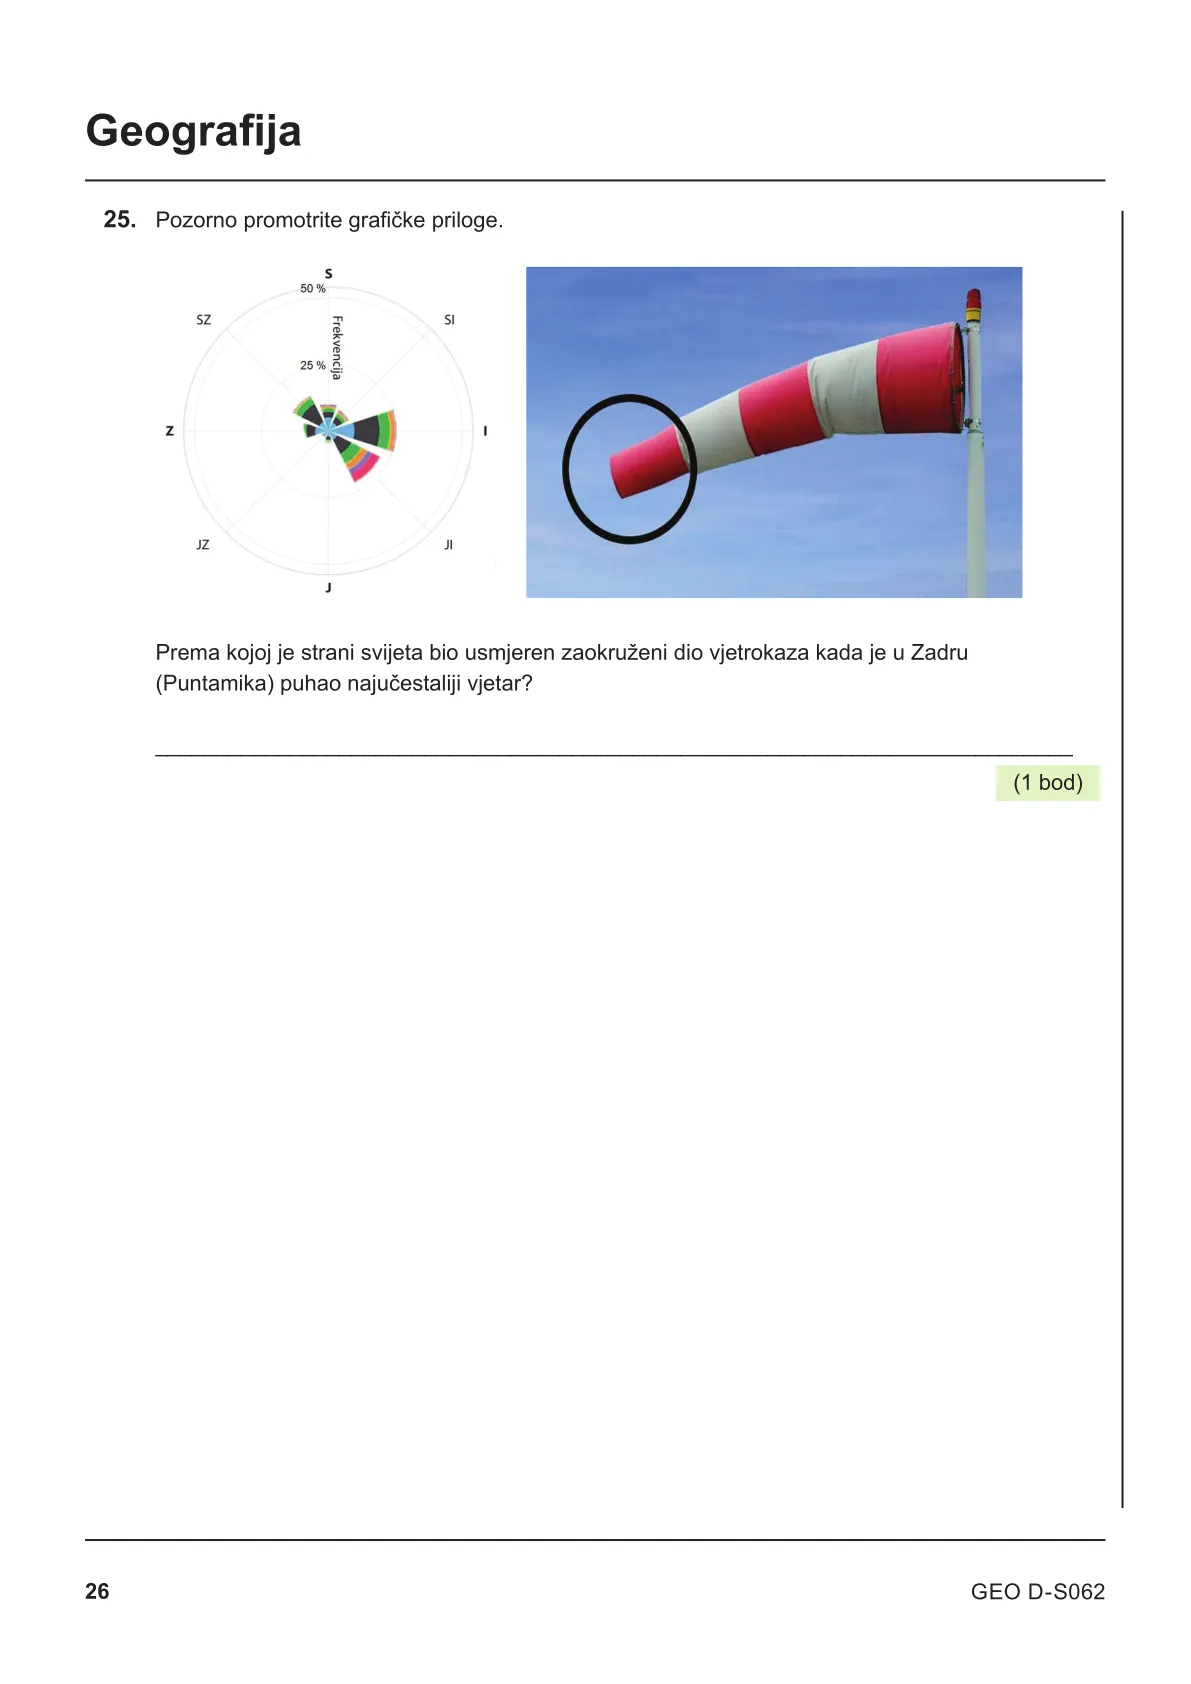 Geografija
25. Pozorno promotrite grafičke priloge.
S
50 %
SZ
SI
Frekvencija
25 %
Z
I
JZ
JI
J
Prema kojoj je strani svijeta bio usmjeren zaokruženi dio vjetrokaza kada je u Zadru
(Puntamika) puhao najučestaliji vjetar?
(1 bod)
26
GEO D-S062